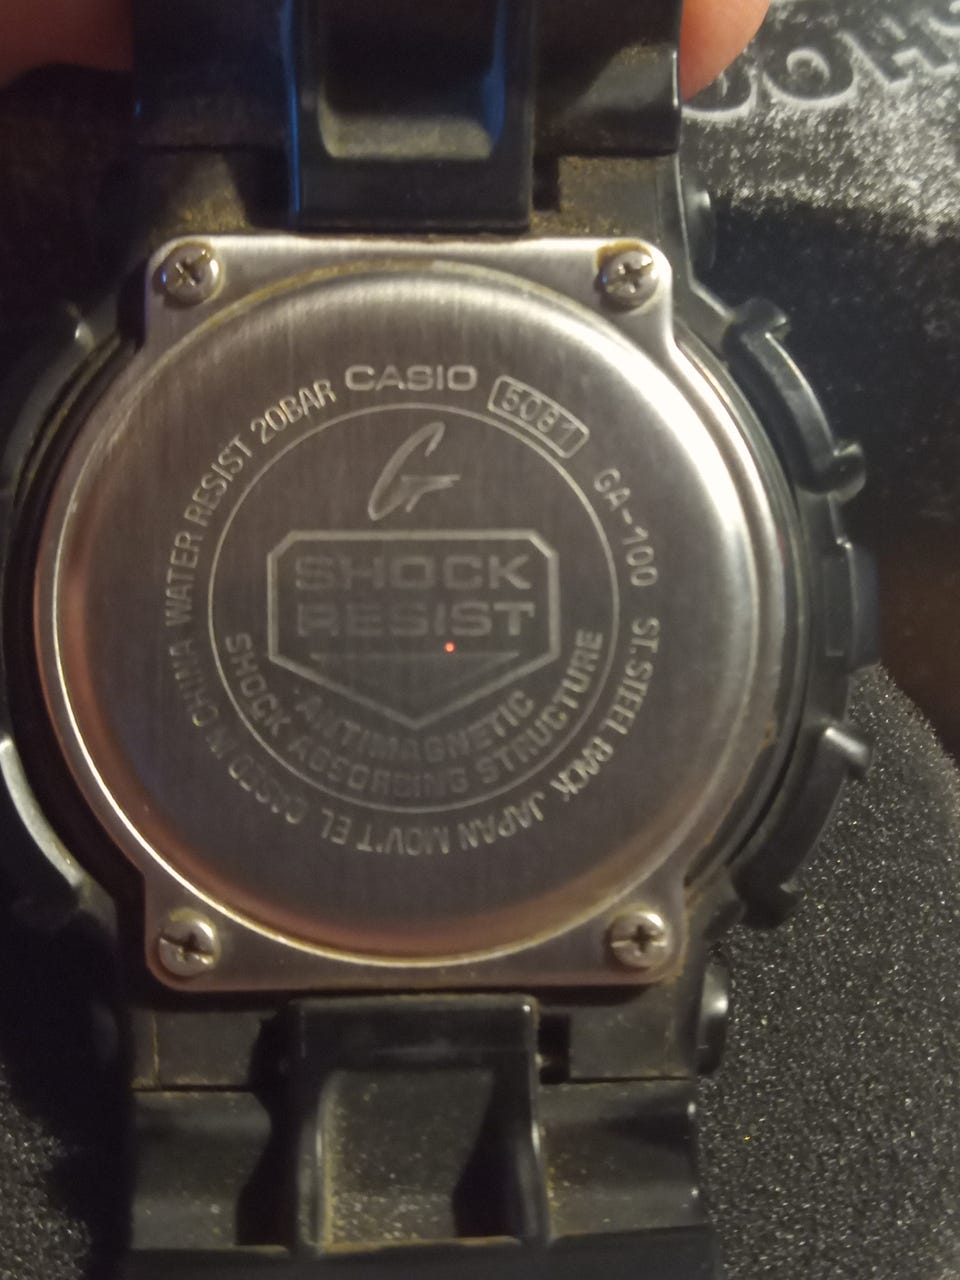 CASIO
5081
GA-100 ST.STEEL BACK JAPAN MOV'T EL CASED IN CHINA WATER RESIST 20BAR
G
SHOCK
RESIST
ANTIMAGNETIC
SHOCK ABSORBING STRUCTURE